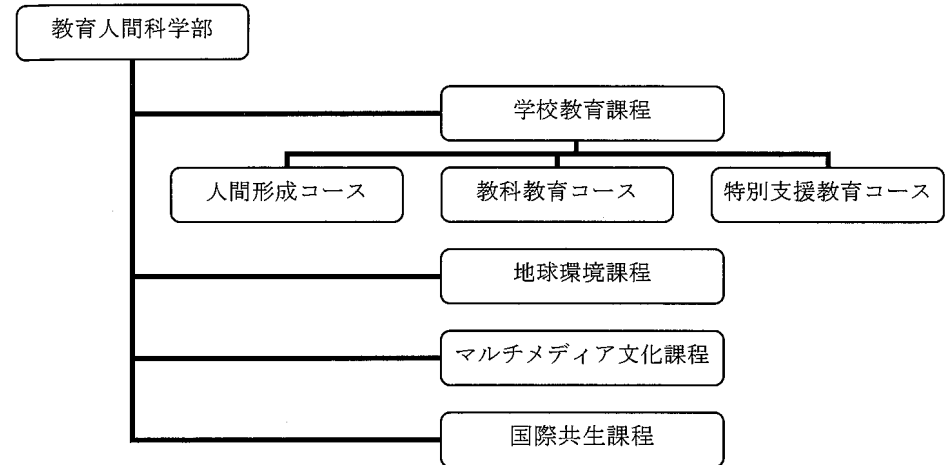 教育人間科学部
学校教育課程
人間形成コース
教科教育コース
特別支援教育コース
地球環境課程
マルチメディア文化課程
国際共生課程